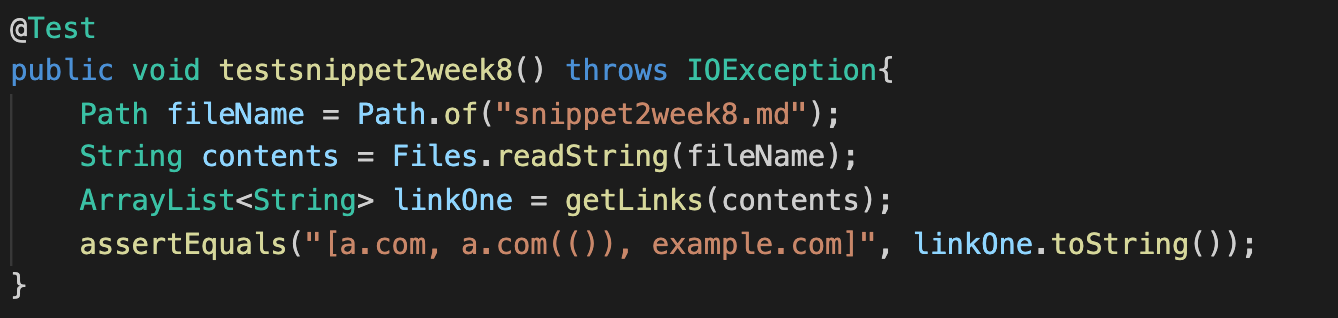 @Test
public void testsnippet2week8() throws IOException{
    Path fileName = Path.of("snippet2week8.md");
    String contents = Files.readString(fileName);
    ArrayList<String> linkOne = getLinks(contents);
    assertEquals("[a.com, a.com(()), example.com]", linkOne.toString());
}